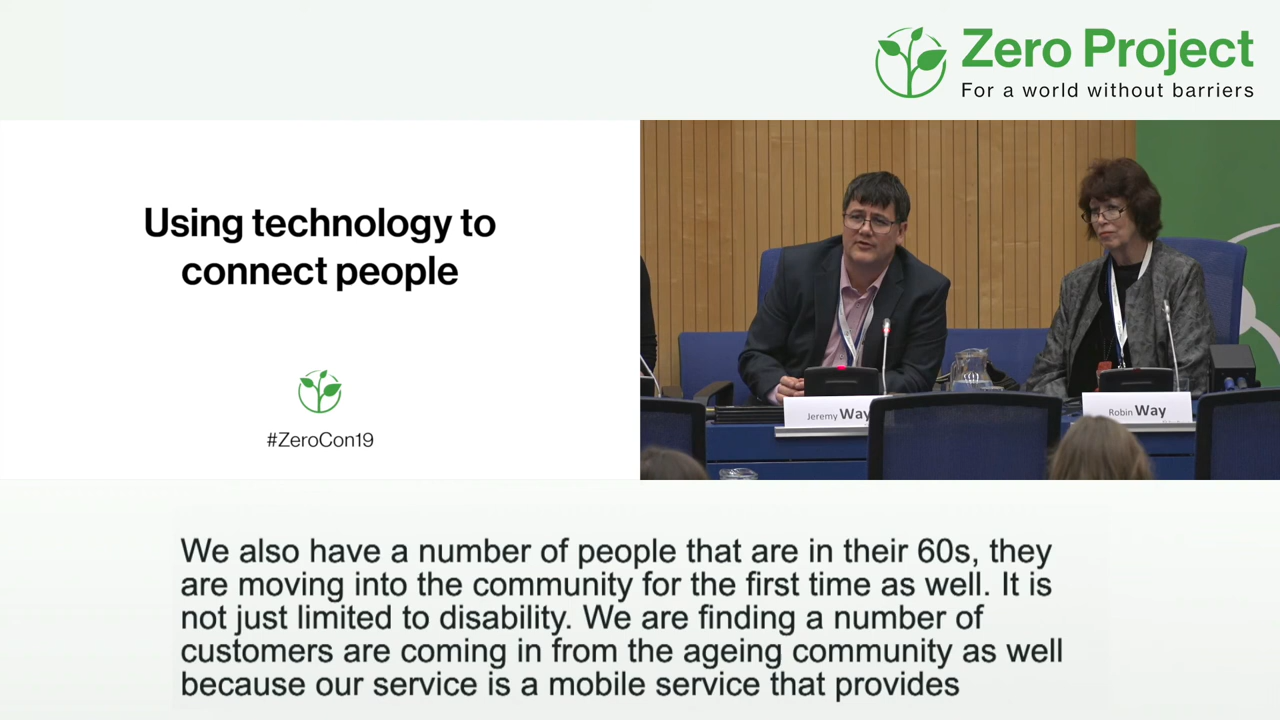 Zero Project
For a world without barriers
Using technology to
connect people
#ZeroCon19
Jeremy Way
Robin Way
We also have a number of people that are in their 60s, they
are moving into the community for the first time as well. It is
not just limited to disability. We are finding a number of
customers are coming in from the ageing community as well
because our service is a mobile service that provides